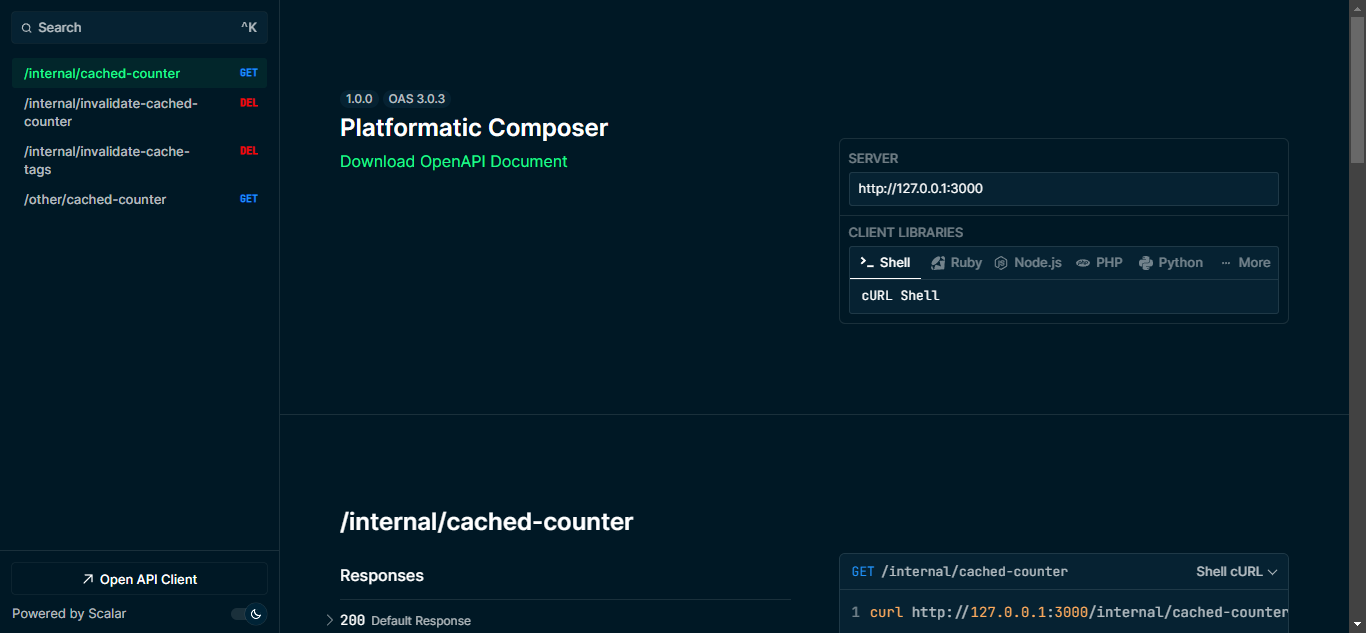 Search ^K
/internal/cached-counter GET
/internal/invalidate-cached- DEL
counter
/internal/invalidate-cache- DEL
tags
/other/cached-counter GET
Open API Client
Powered by Scalar
1.0.0 OAS 3.0.3
Platformatic Composer
Download OpenAPI Document
SERVER
http://127.0.0.1:3000
CLIENT LIBRARIES
Shell Ruby Node.js PHP Python ··· More
cURL Shell
/internal/cached-counter
Responses
200 Default Response
GET /internal/cached-counter Shell cURL
1 curl http://127.0.0.1:3000/internal/cached-counter